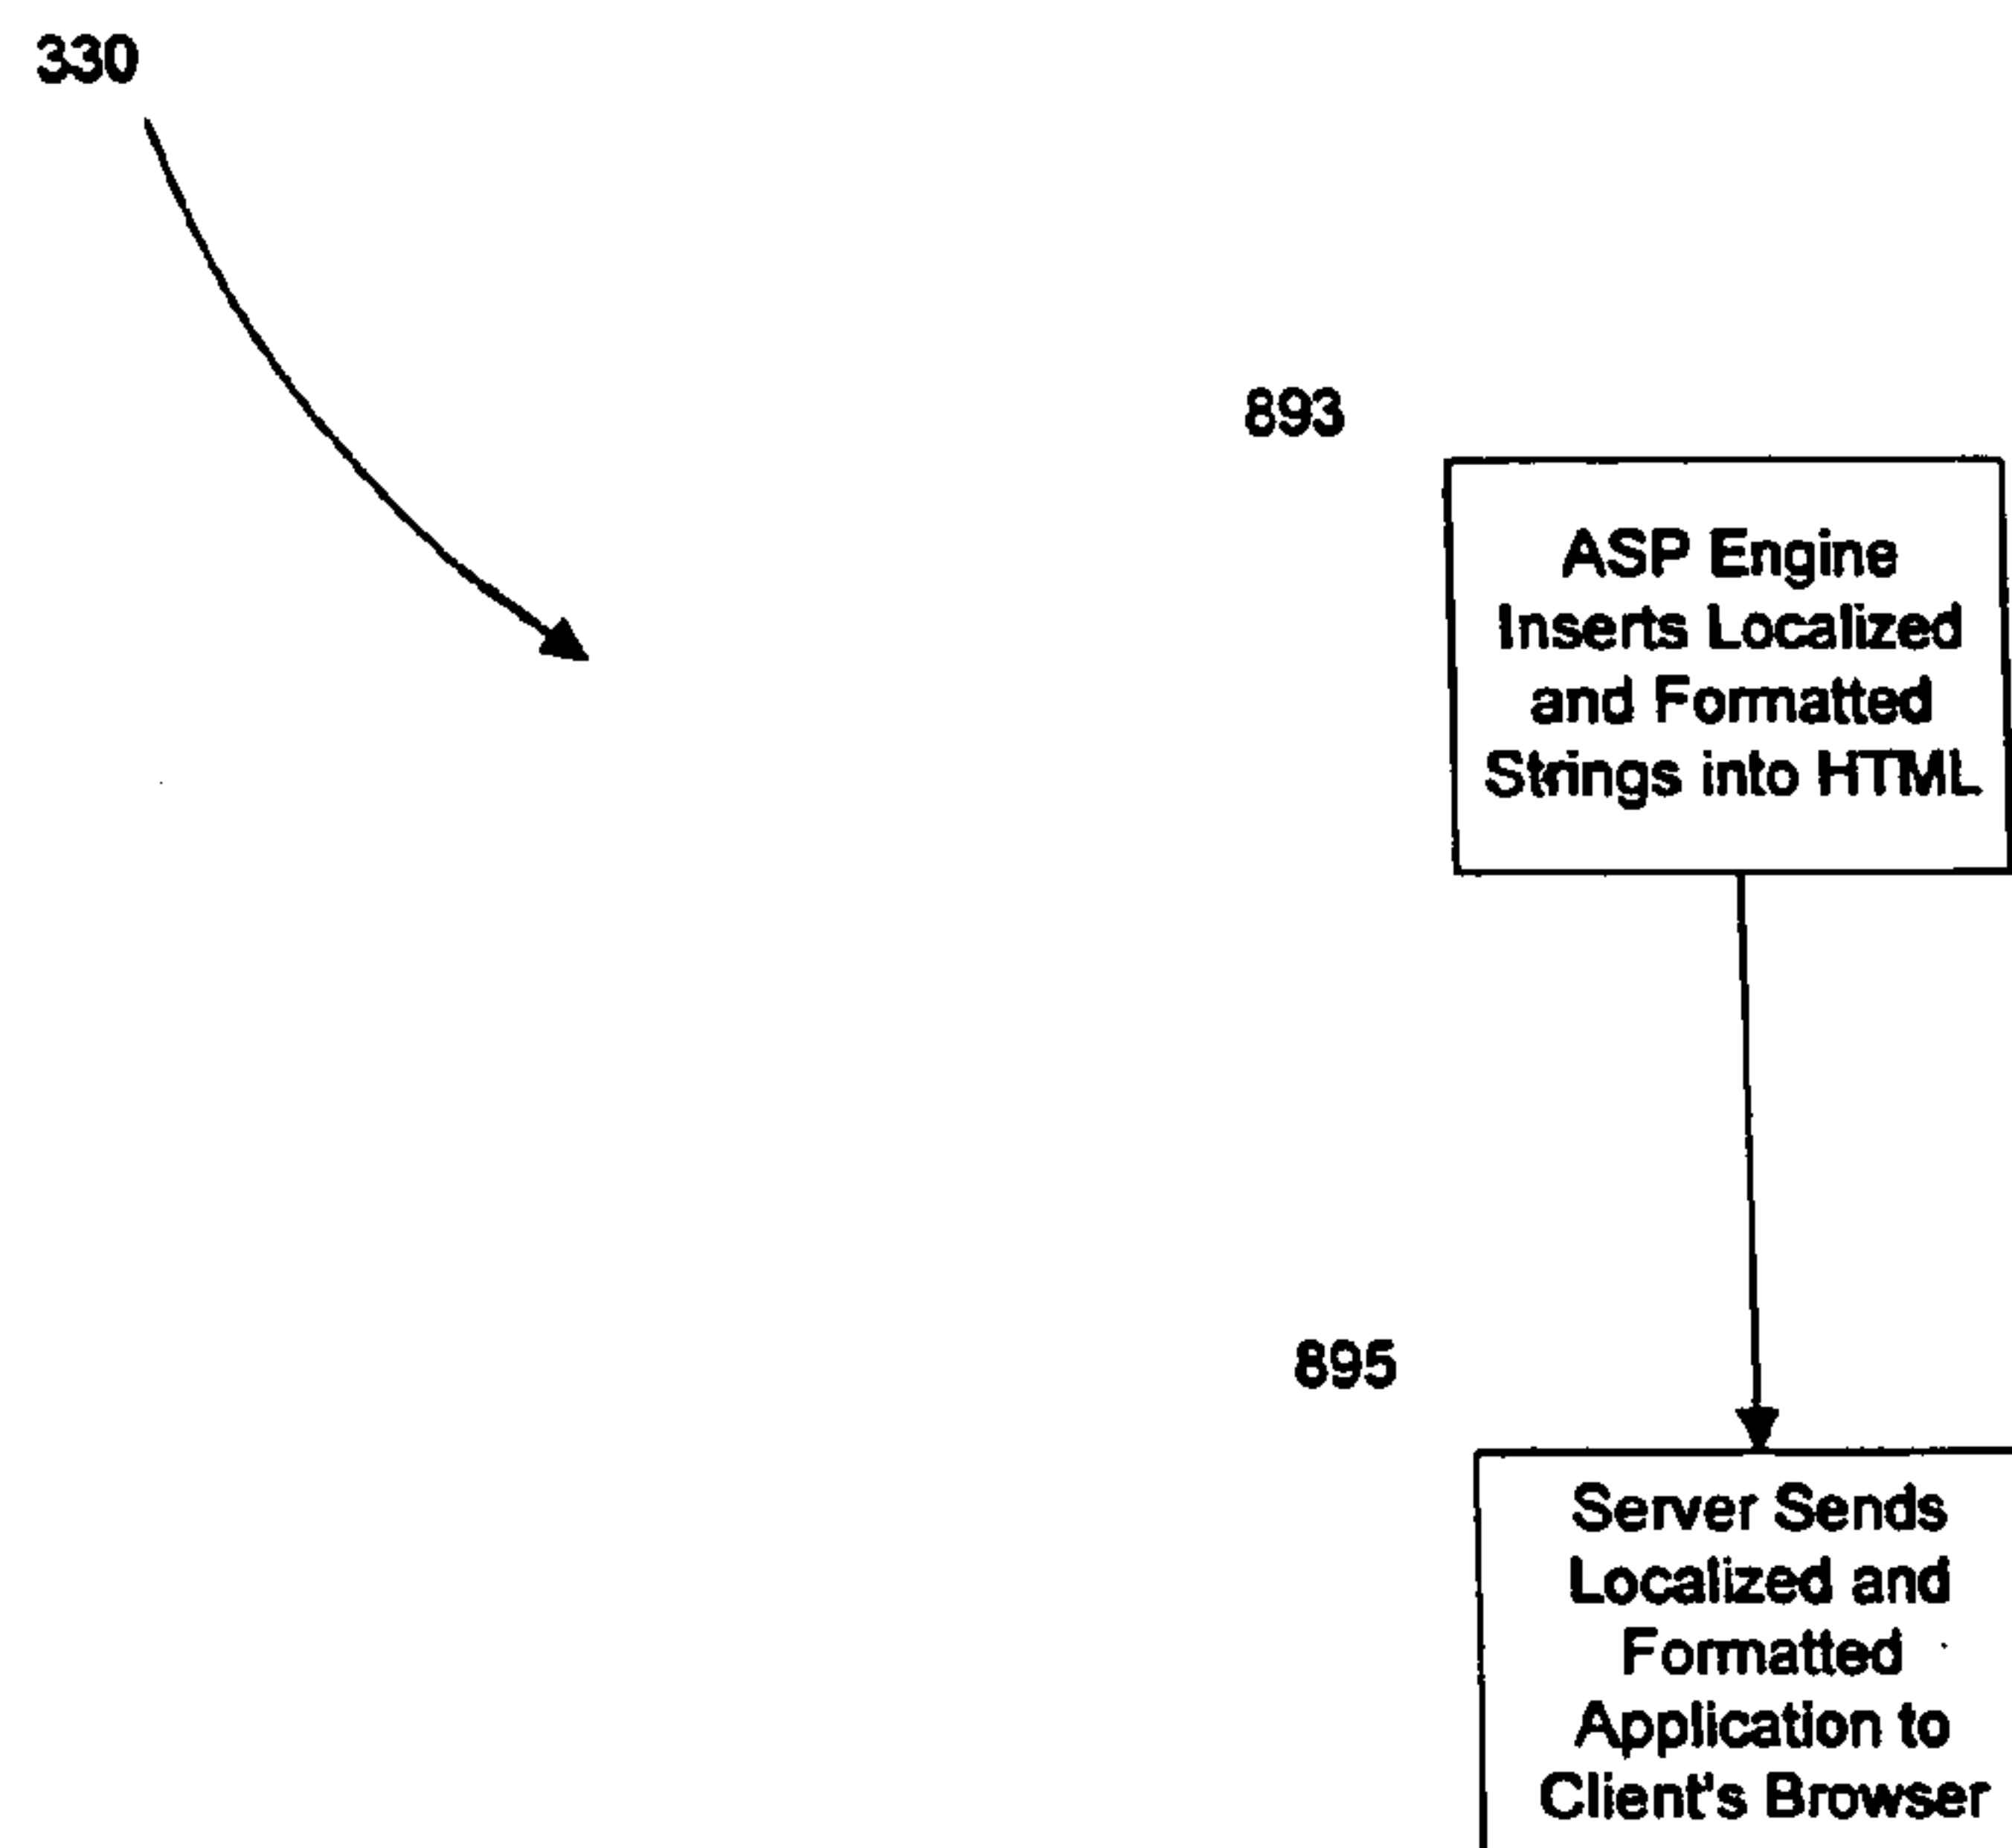 330
893
ASP Engine
Inserts Localized
and Formatted
Strings into HTML
895
Server Sends
Localized and
Formatted
Application to
Client's Browser